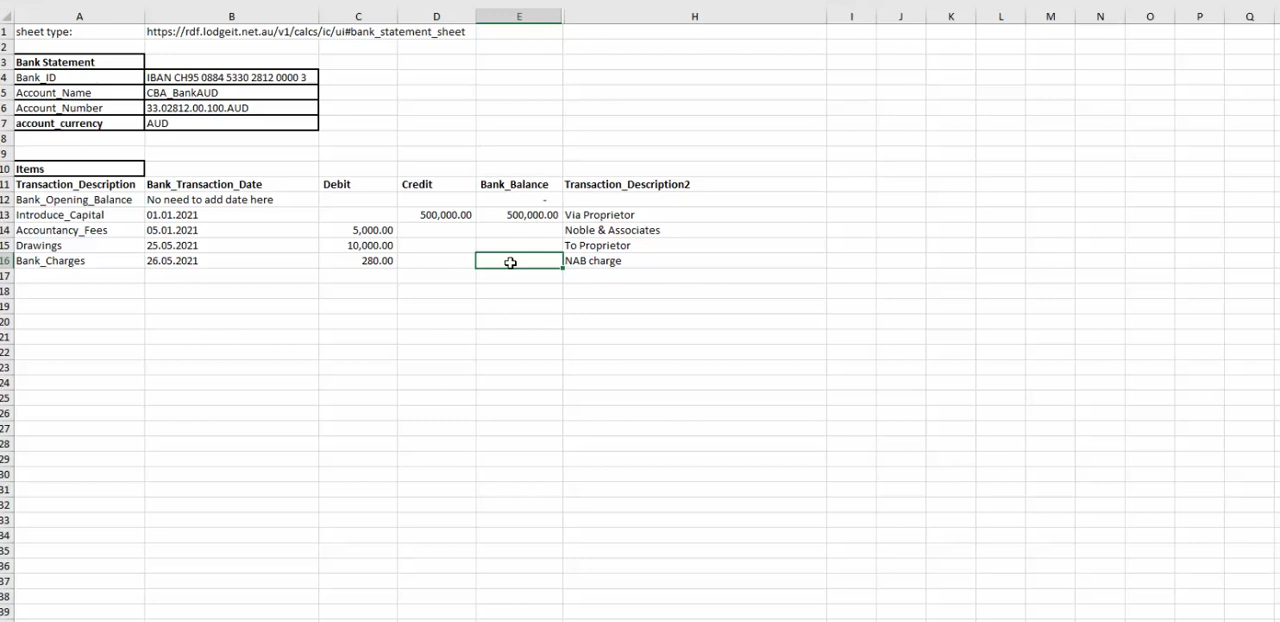 A B C D E H I J K L M N O P Q
1 sheet type: https://rdf.lodgeit.net.au/v1/calcs/ic/ui#bank_statement_sheet
2
3 Bank Statement
4 Bank_ID IBAN CH95 0884 5330 2812 0000 3
5 Account_Name CBA_BankAUD
6 Account_Number 33.02812.00.100.AUD
7 account_currency AUD
8
9
10 Items
11 Transaction_Description Bank_Transaction_Date Debit Credit Bank_Balance Transaction_Description2
12 Bank_Opening_Balance No need to add date here -
13 Introduce_Capital 01.01.2021 500,000.00 500,000.00 Via Proprietor
14 Accountancy_Fees 05.01.2021 5,000.00 Noble & Associates
15 Drawings 25.05.2021 10,000.00 To Proprietor
16 Bank_Charges 26.05.2021 280.00 NAB charge
17
18
19
20
21
22
23
24
25
26
27
28
29
30
31
32
33
34
35
36
37
38
39